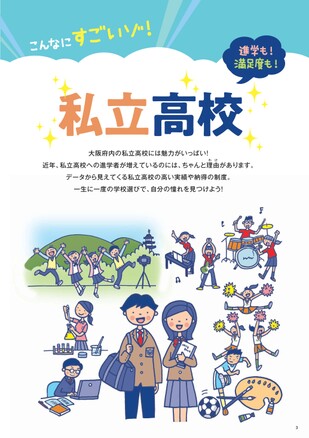 こんなにすごいゾ!
進学も!
満足度も!
私立高校
大阪府内の私立高校には魅力がいっぱい!
近年、私立高校への進学者が増えているのには、ちゃんと理由があります。
データから見えてくる私立高校の高い実績や納得の制度。
一生に一度の学校選びで、自分の憧れを見つけよう!
1